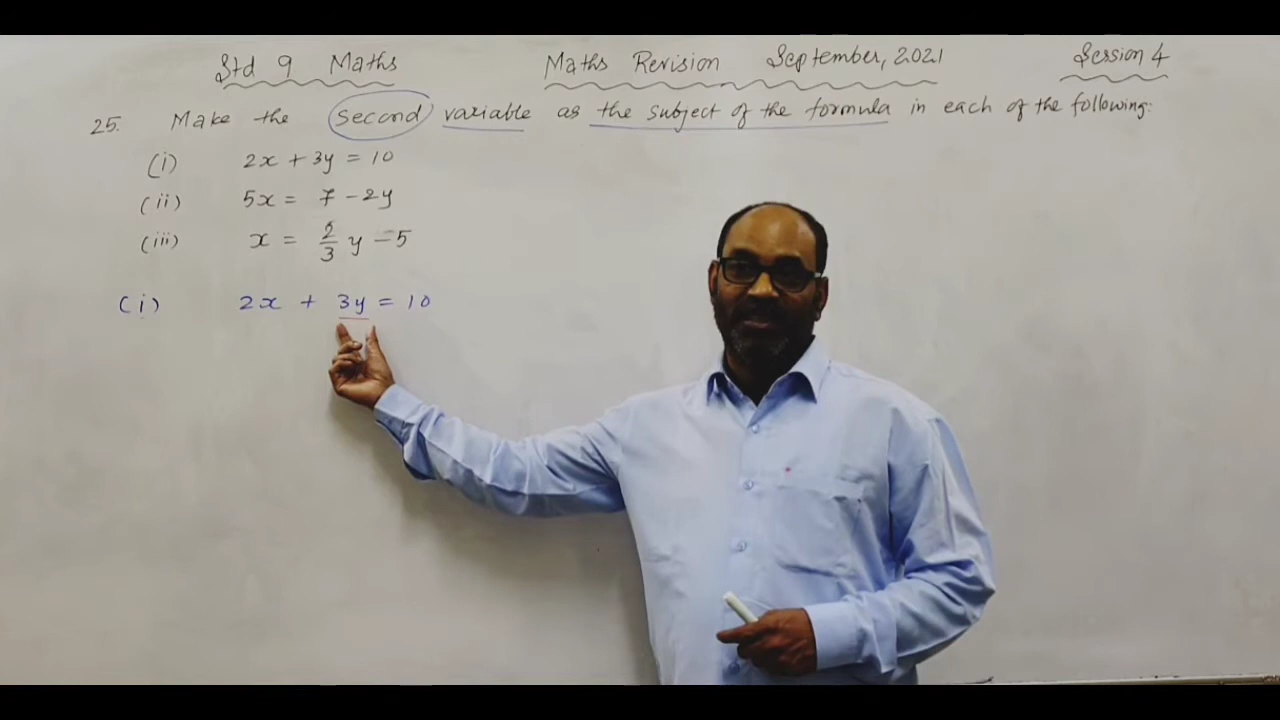 Std 9 Maths Maths Revision September, 2021 Session 4
25. Make the second variable as the subject of the formula in each of the following:
(i) 2x + 3y = 10
(ii) 5x = 7 - 2y
(iii) x = 2/3 y - 5
(i) 2x + 3y = 10